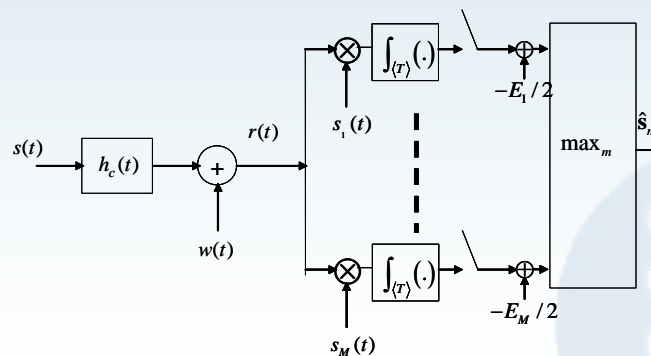 s(t)
h_c(t)
+
w(t)
r(t)
s_1(t)
∫_⟨T⟩(.)
−E_1/2
s_M(t)
∫_⟨T⟩(.)
−E_M/2
max_m